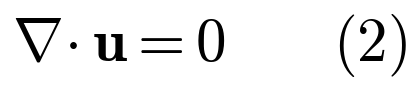 ∇· 𝐮 = 0 (2)